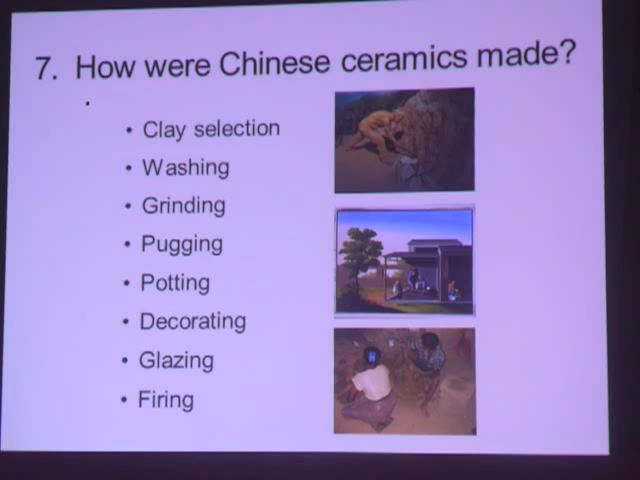 7. How were Chinese ceramics made?
• Clay selection
• Washing
• Grinding
• Pugging
• Potting
• Decorating
• Glazing
• Firing